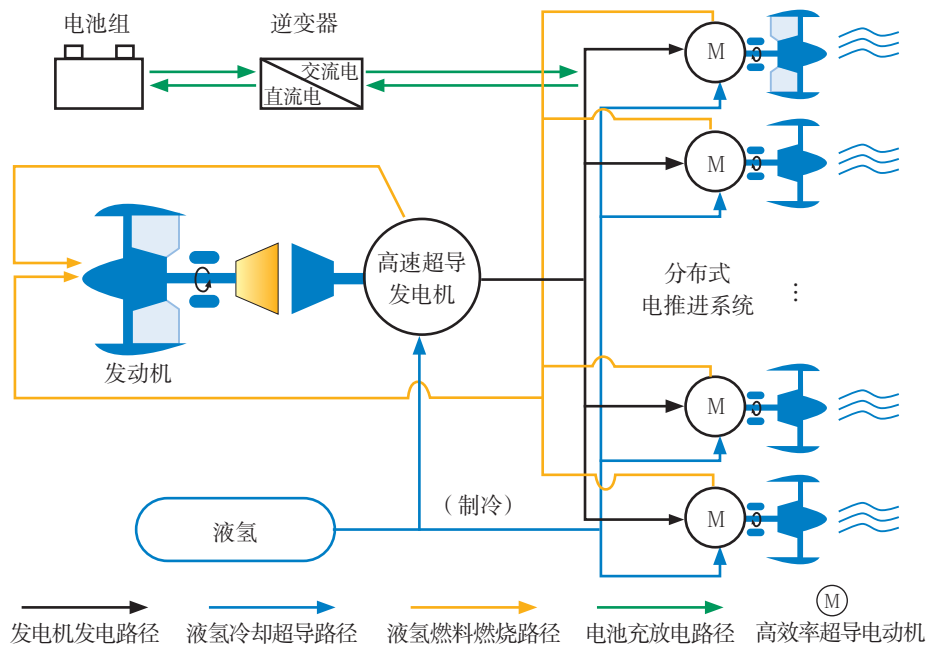 电池组
逆变器
交流电
直流电
M
M
高速超导
发电机
分布式
电推进系统
⋮
发动机
M
（制冷）
液氢
M
发电机发电路径
液氢冷却超导路径
液氢燃料燃烧路径
电池充放电路径
M
高效率超导电动机